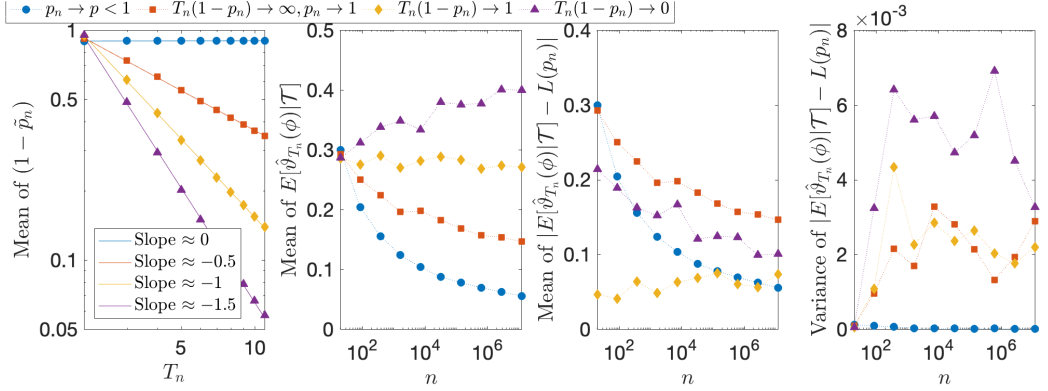 p_n → p < 1 T_n(1 − p_n) → ∞, p_n → 1 T_n(1 − p_n) → 1 T_n(1 − p_n) → 0
Mean of (1 − p̃_n)
1
0.5
0.1
0.05
5
10
T_n
Slope ≈ 0
Slope ≈ −0.5
Slope ≈ −1
Slope ≈ −1.5
Mean of E[ϑ̂_{T_n}(ϕ)|𝒯]
0.5
0.4
0.3
0.2
0.1
0
10^2
10^4
10^6
n
Mean of |E[ϑ̂_{T_n}(ϕ)|𝒯] − L(p_n)|
0.4
0.3
0.2
0.1
0
10^2
10^4
10^6
n
Variance of |E[ϑ̂_{T_n}(ϕ)|𝒯] − L(p_n)|
×10^{-3}
8
6
4
2
0
10^2
10^4
10^6
n